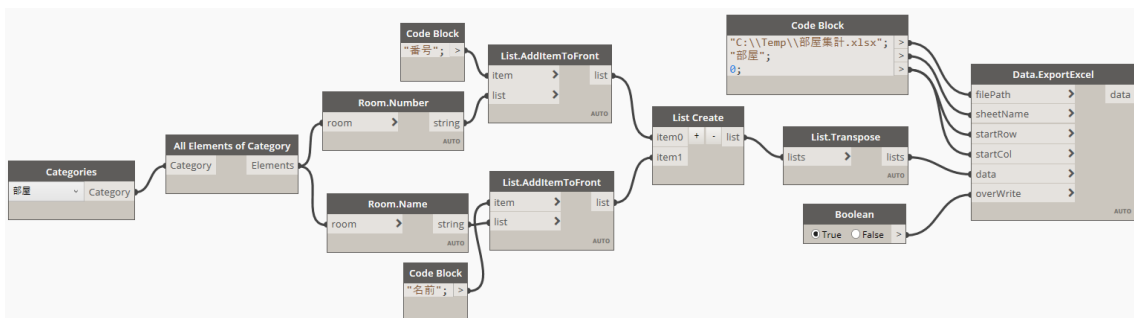 Categories
部屋 Category
All Elements of Category
Category Elements
Code Block
"番号"; >
Room.Number
room > string
AUTO
Room.Name
room > string
AUTO
Code Block
"名前"; >
List.AddItemToFront
item > list
list >
AUTO
List.AddItemToFront
item > list
list >
AUTO
List Create
item0 + - list
item1
List.Transpose
lists > lists
AUTO
Code Block
"C:\\Temp\\部屋集計.xlsx"; >
"部屋"; >
0; >
Boolean
True False >
Data.ExportExcel
filePath > data
sheetName >
startRow >
startCol >
data >
overWrite >
AUTO